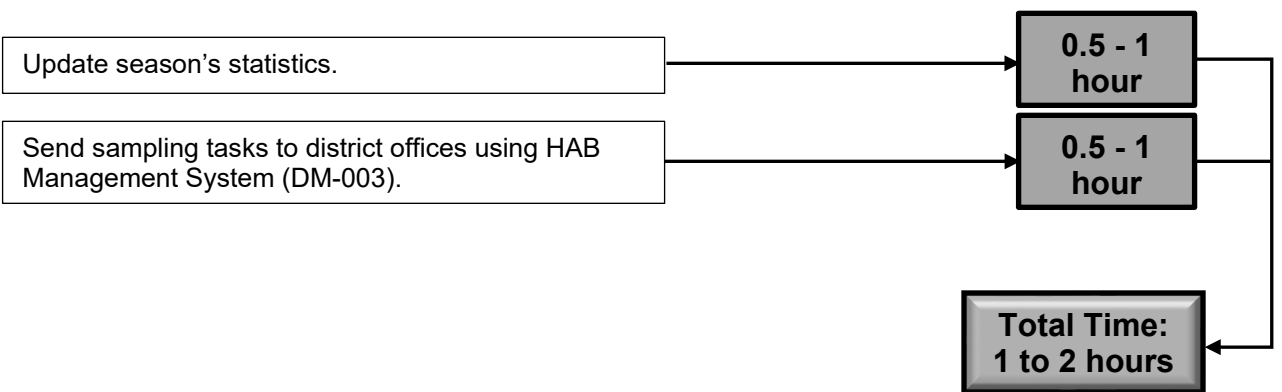 Update season’s statistics.
0.5 - 1
hour
Send sampling tasks to district offices using HAB
Management System (DM-003).
0.5 - 1
hour
Total Time:
1 to 2 hours